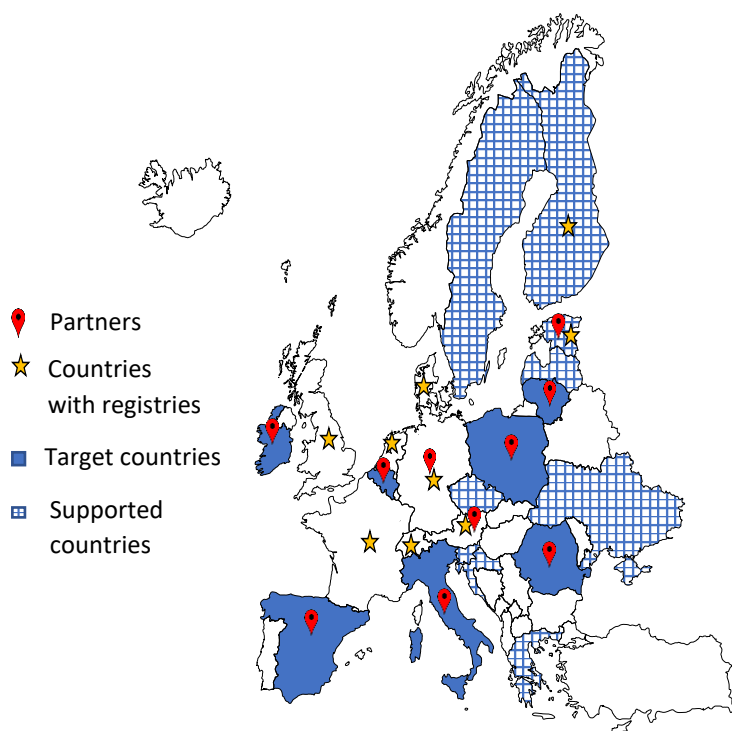 Partners
Countries
with registries
Target countries
Supported
countries